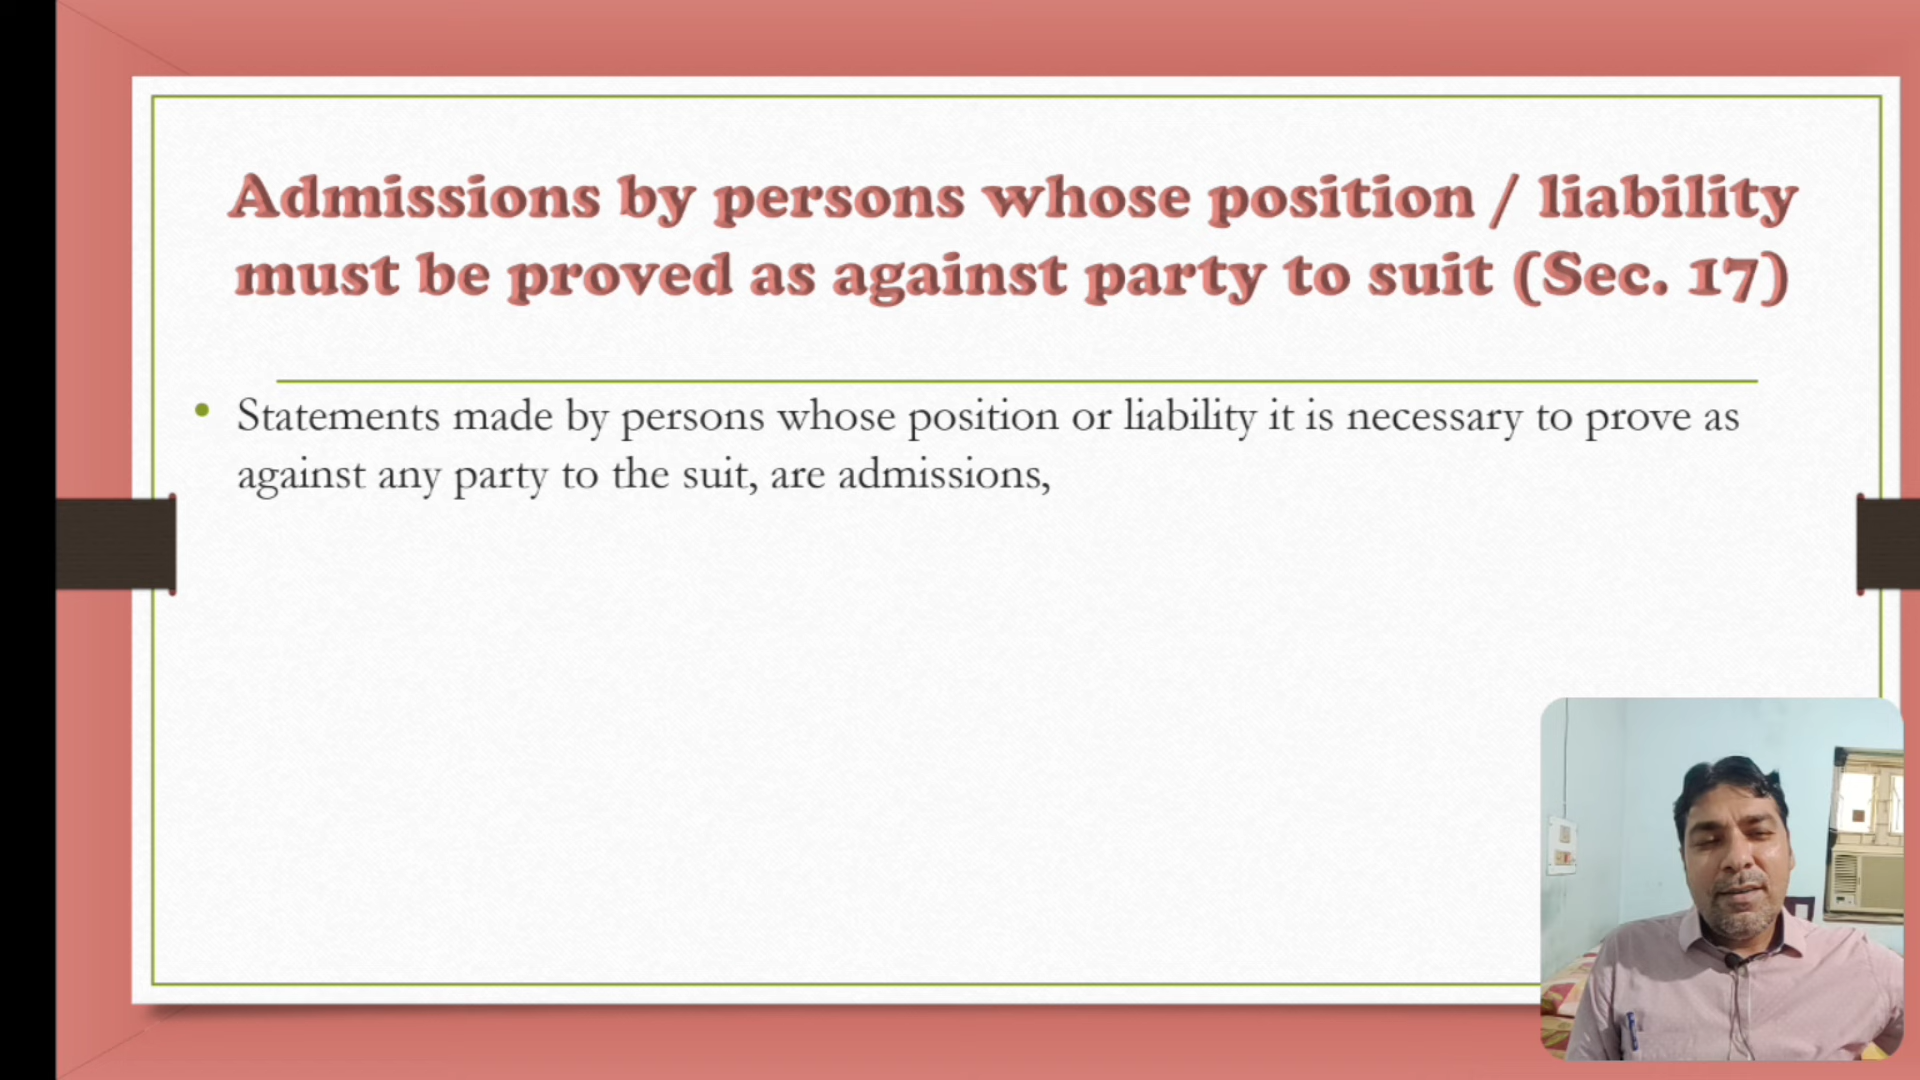 Admissions by persons whose position / liability
must be proved as against party to suit (Sec. 17)
• Statements made by persons whose position or liability it is necessary to prove as
against any party to the suit, are admissions,